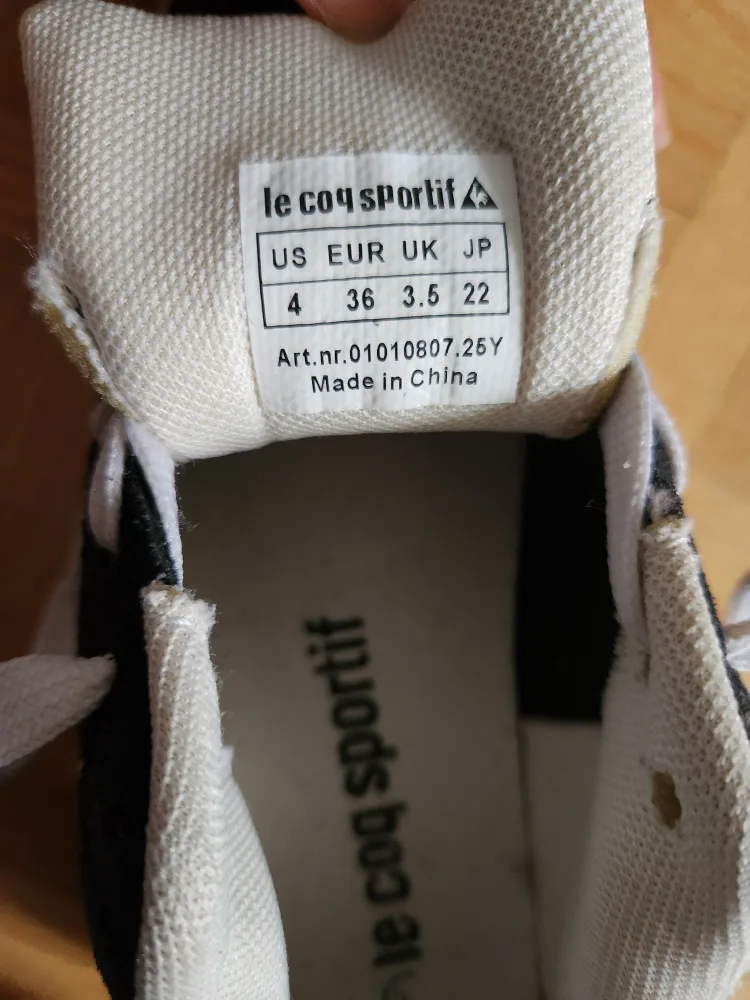 le coq sportif
US EUR UK JP
4 36 3.5 22
Art.nr.01010807.25Y
Made in China
le coq sportif